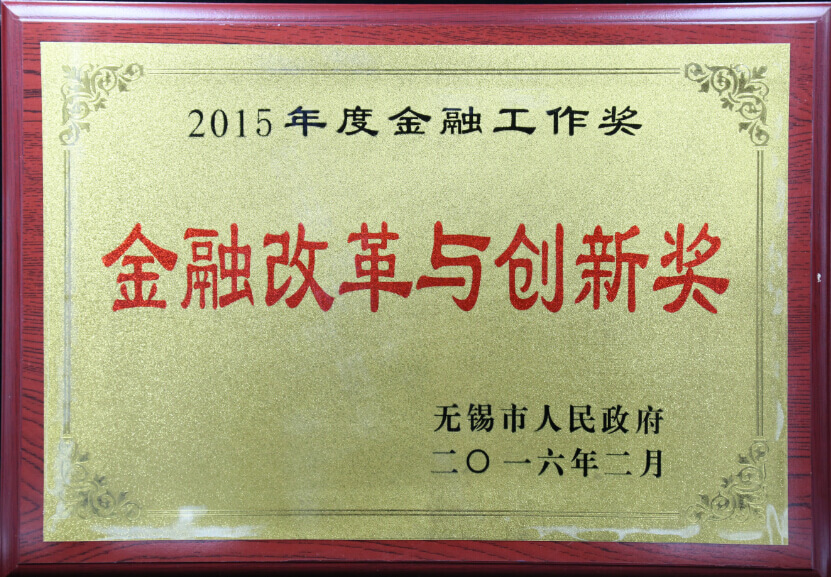 2015年度金融工作奖
金融改革与创新奖
无锡市人民政府
二〇一六年二月